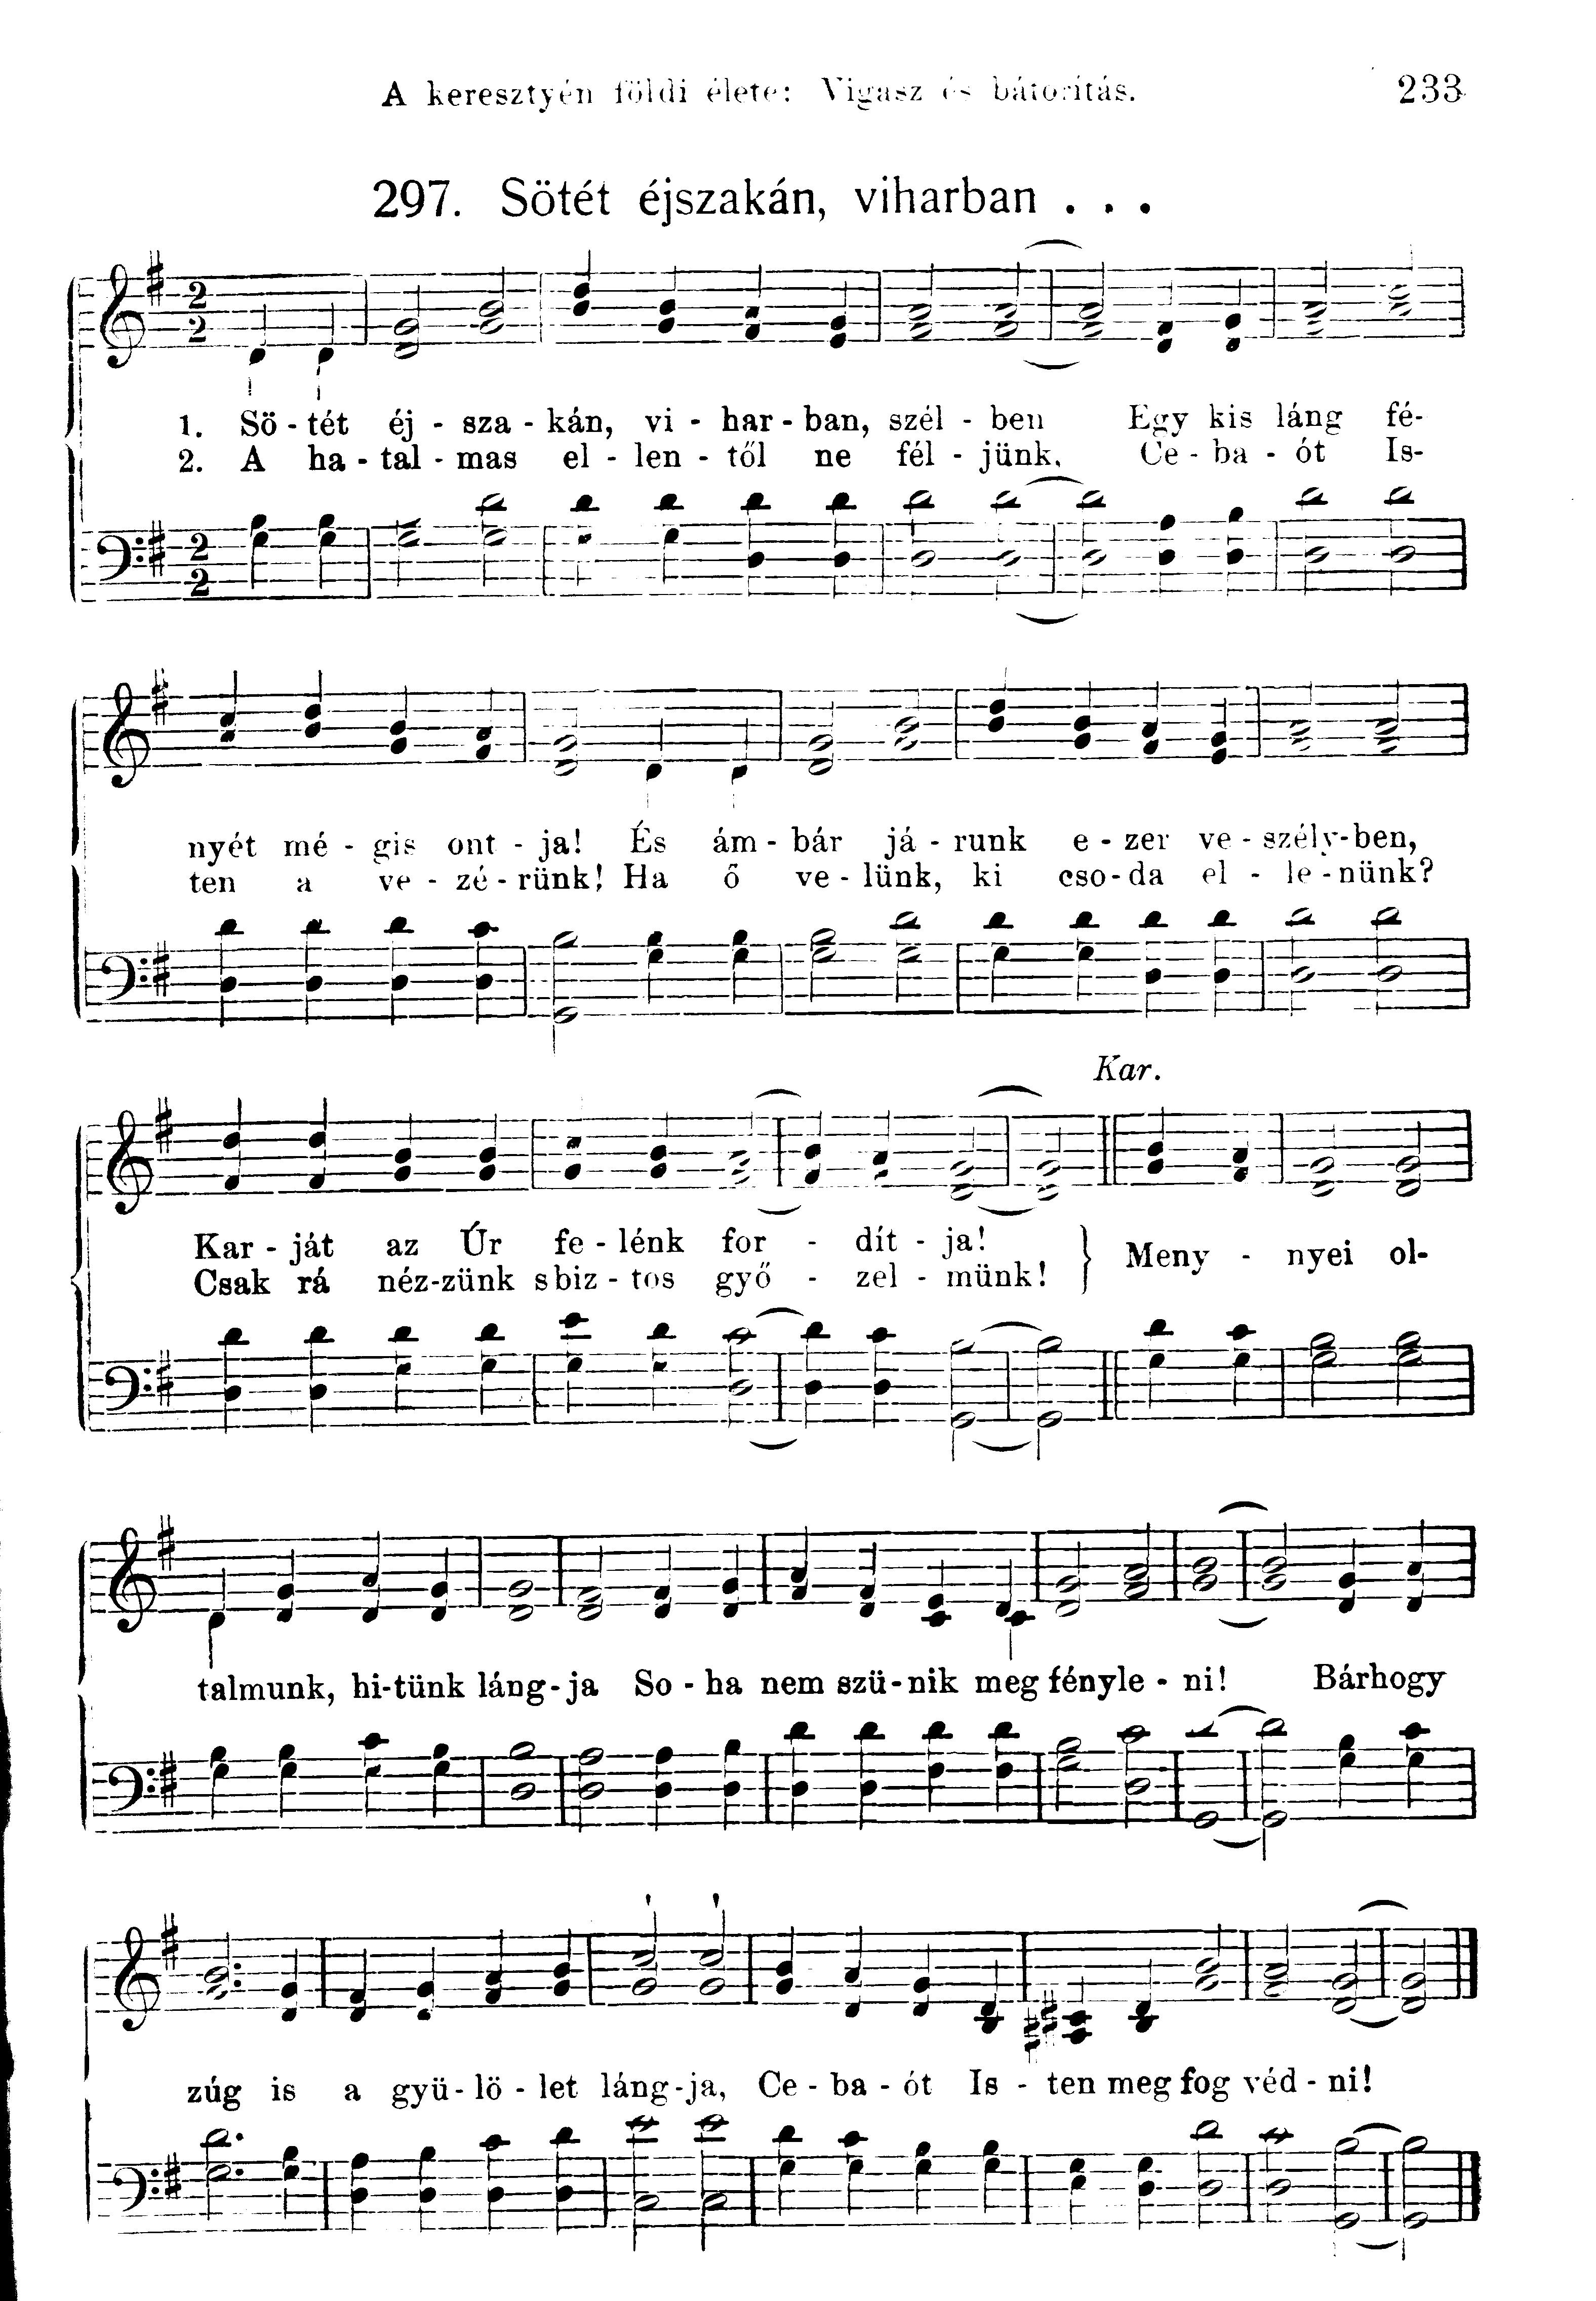 A keresztyén földi élete: Vigasz és bátorítás. 233
297. Sötét éjszakán, viharban . . .
1. Sö - tét éj - sza - kán, vi - har - ban, szél - ben Egy kis láng fé-
2. A ha - tal - mas el - len - től ne fél - jünk, Ce - ba - ót Is-
nyét mé - gis ont - ja! És ám - bár já - runk e - zer ve - szély-ben,
ten a ve - zé - rünk! Ha ő ve - lünk, ki cso - da el - le - nünk?
Kar.
Kar - ját az Úr fe - lénk for - dít - ja! } Meny - nyei ol-
Csak rá néz-zünk s biz - tos győ - zel - münk!
talmunk, hi-tünk láng-ja So - ha nem szü-nik meg fényle - ni! Bárhogy
zúg is a gyü - lö - let láng-ja, Ce - ba - ót Is - ten meg fog véd - ni!